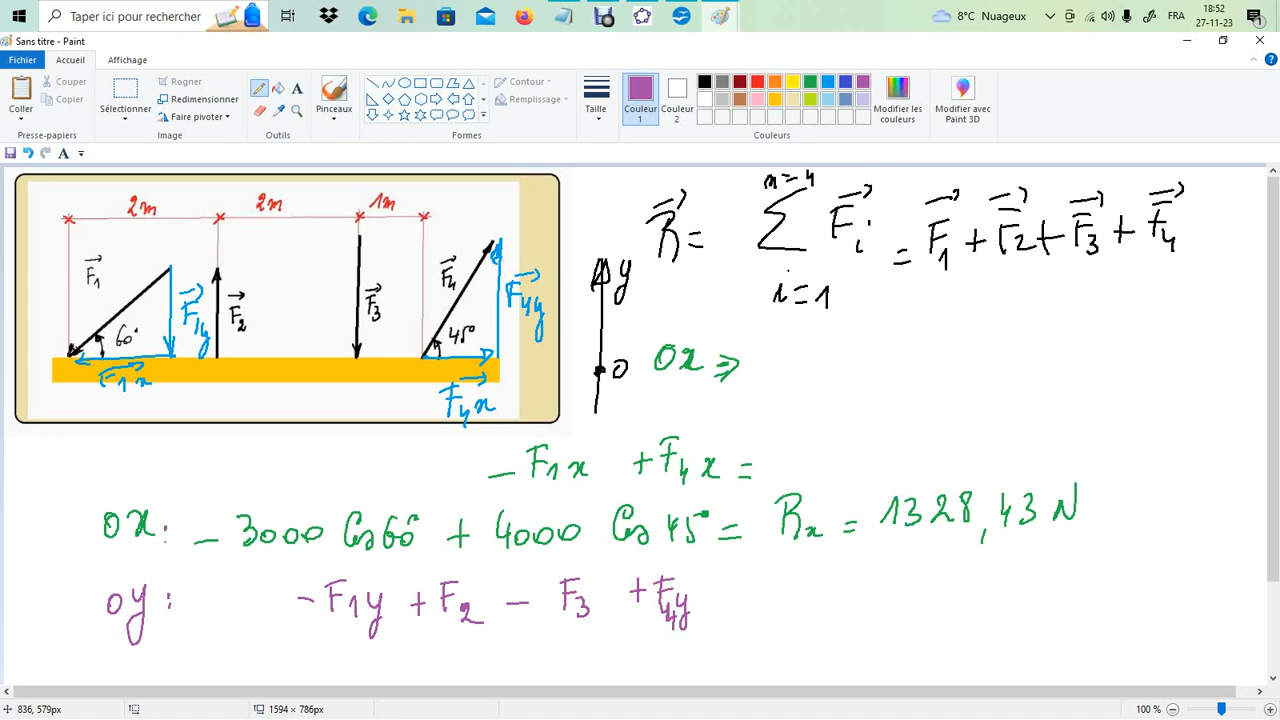 Taper ici pour rechercher
8°C Nuageux
FRA
18:52
27-11-23
1
Sans titre - Paint
Fichier Accueil Affichage
Coller
Couper
Copier
Presse-papiers
Sélectionner
Rogner
Redimensionner
Faire pivoter
Image
A
Outils
Pinceaux
Formes
Contour
Remplissage
Taille
Couleur 1
Couleur 2
Modifier les couleurs
Couleurs
Modifier avec Paint 3D
A
2m 2m 1m
F1 60° F1y F1x
F2
F3
F4 45° F4y F4x
y
0
R = Σ Fi = F1 + F2 + F3 + F4
n=4
i=1
Ox ⇒
- F1x + F4x =
Ox: - 3000 Cos 60° + 4000 Cos 45° = Rx = 1328,43 N
Oy: - F1y + F2 - F3 + F4y
836, 579px
1594 × 786px
100 %